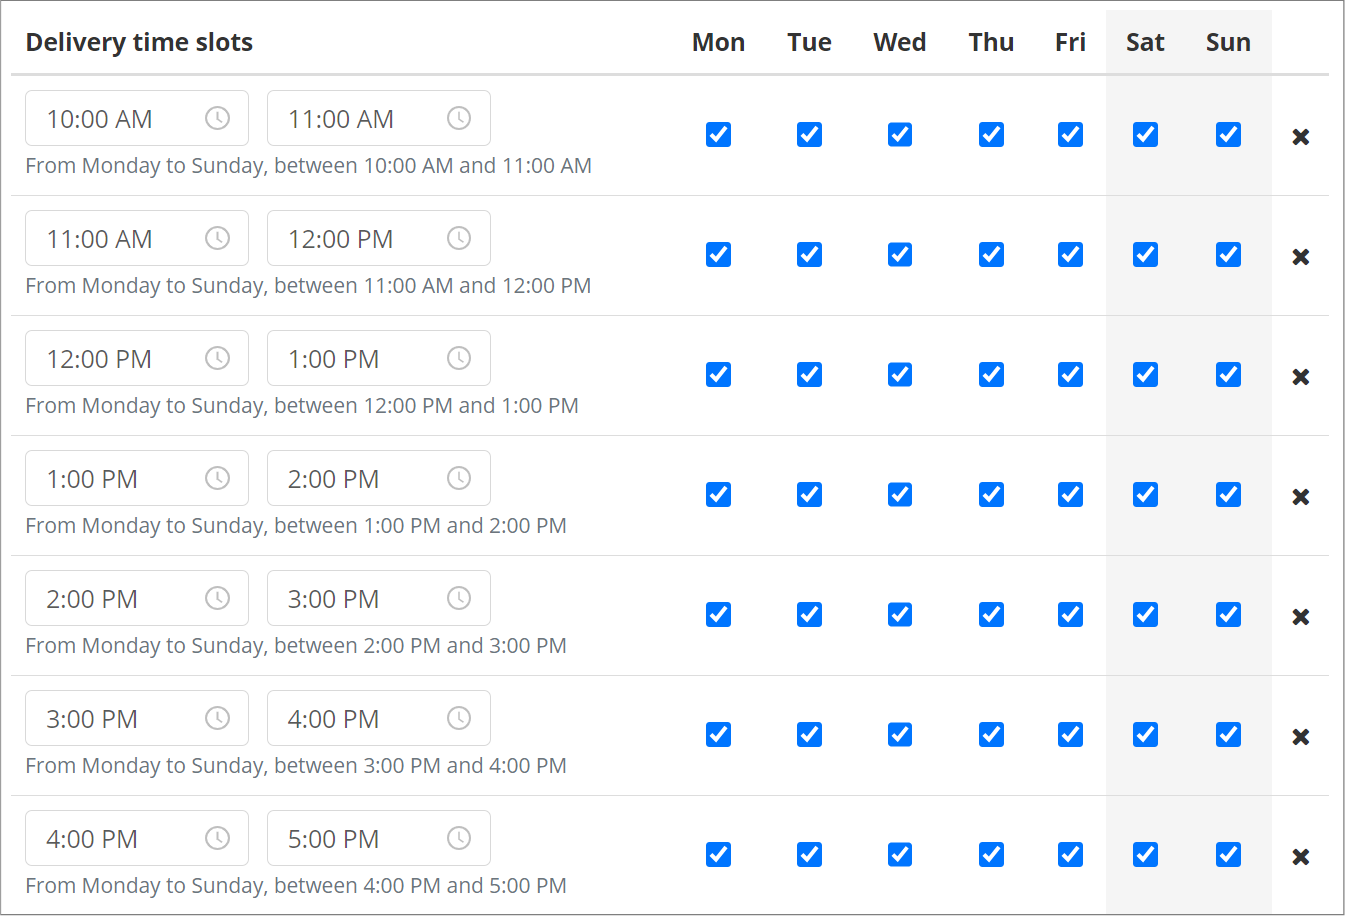 Delivery time slots Mon Tue Wed Thu Fri Sat Sun
10:00 AM 11:00 AM
From Monday to Sunday, between 10:00 AM and 11:00 AM
11:00 AM 12:00 PM
From Monday to Sunday, between 11:00 AM and 12:00 PM
12:00 PM 1:00 PM
From Monday to Sunday, between 12:00 PM and 1:00 PM
1:00 PM 2:00 PM
From Monday to Sunday, between 1:00 PM and 2:00 PM
2:00 PM 3:00 PM
From Monday to Sunday, between 2:00 PM and 3:00 PM
3:00 PM 4:00 PM
From Monday to Sunday, between 3:00 PM and 4:00 PM
4:00 PM 5:00 PM
From Monday to Sunday, between 4:00 PM and 5:00 PM